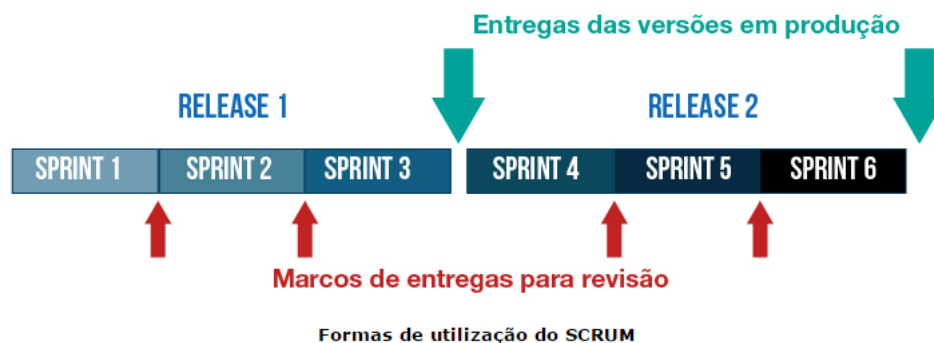 Entregas das versões em produção
RELEASE 1
RELEASE 2
SPRINT 1
SPRINT 2
SPRINT 3
SPRINT 4
SPRINT 5
SPRINT 6
Marcos de entregas para revisão
Formas de utilização do SCRUM